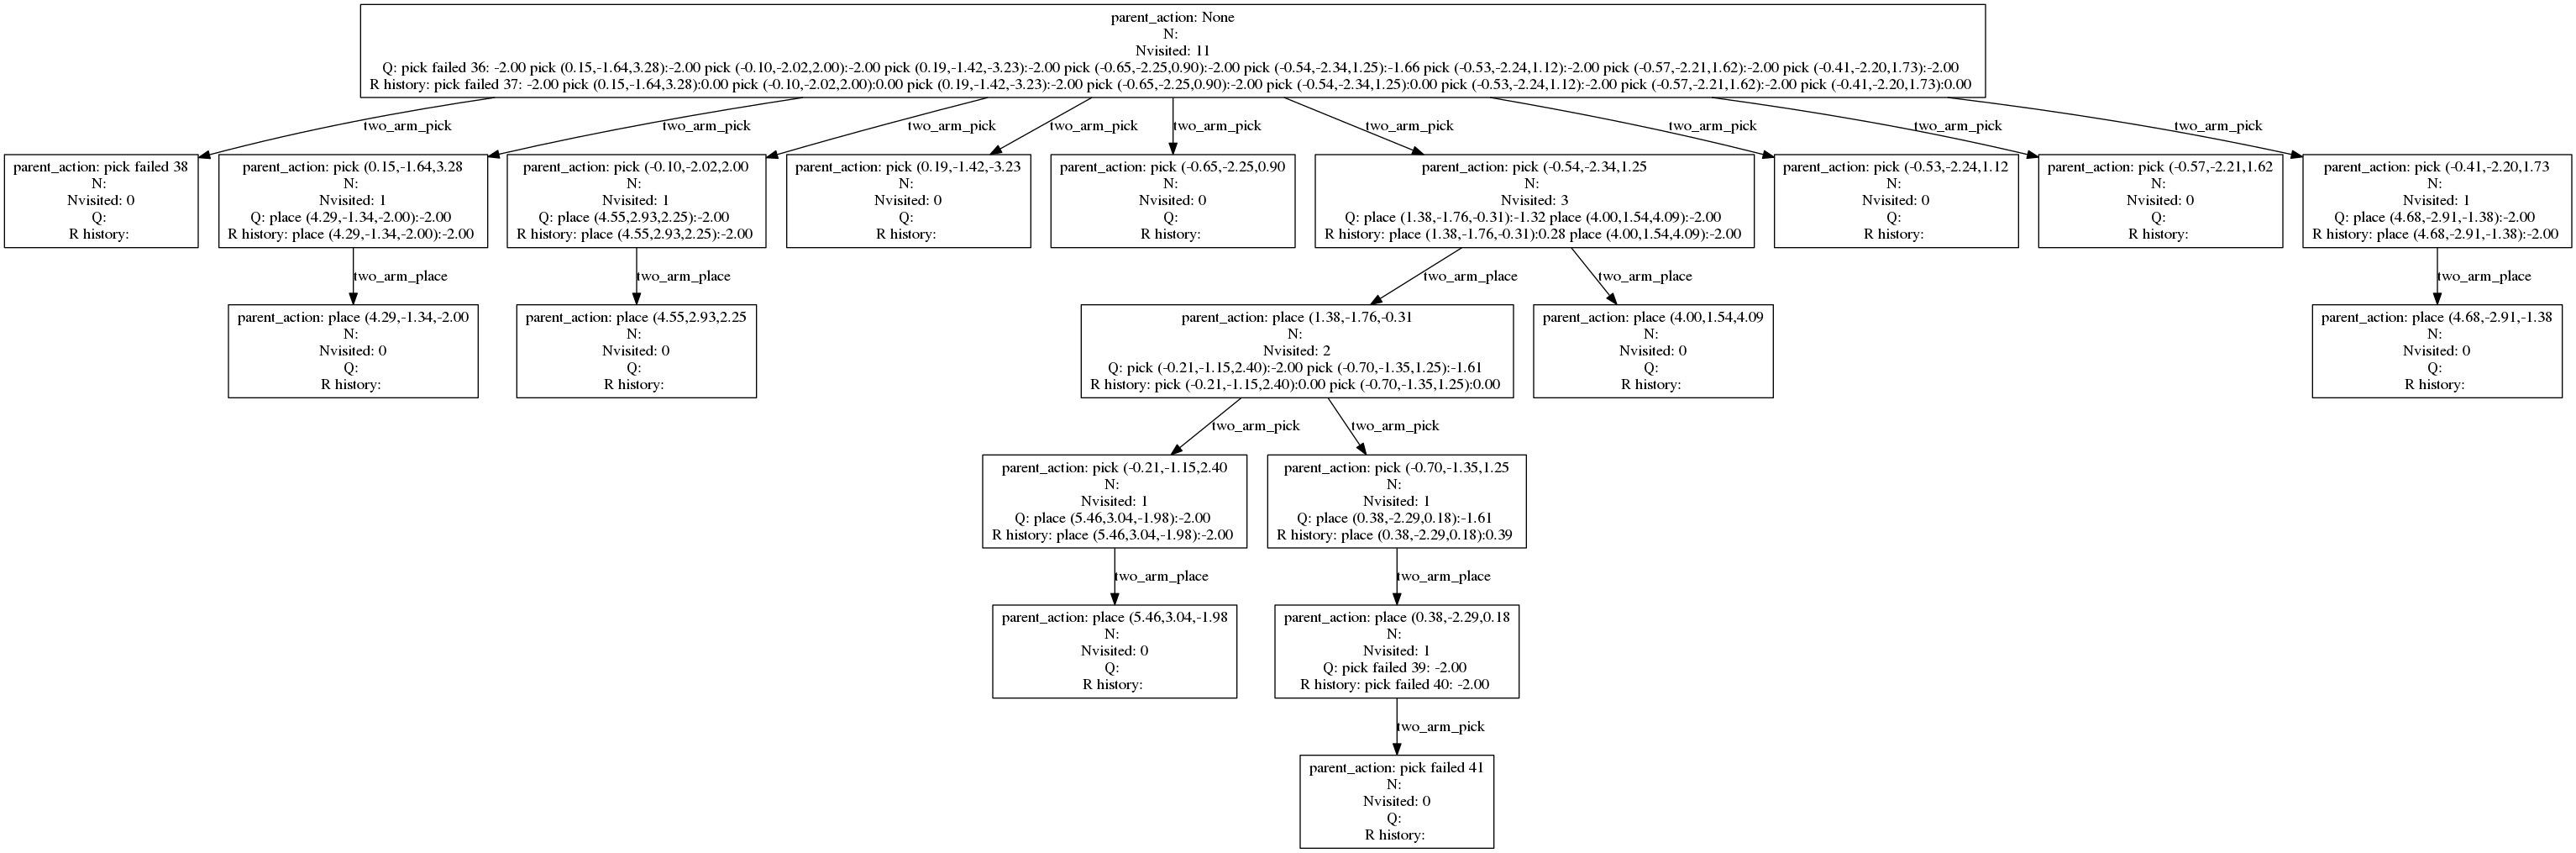 parent_action: None
N:
Nvisited: 11
Q: pick failed 36: -2.00 pick (0.15,-1.64,3.28):-2.00 pick (-0.10,-2.02,2.00):-2.00 pick (0.19,-1.42,-3.23):-2.00 pick (-0.65,-2.25,0.90):-2.00 pick (-0.54,-2.34,1.25):-1.66 pick (-0.53,-2.24,1.12):-2.00 pick (-0.57,-2.21,1.62):-2.00 pick (-0.41,-2.20,1.73):-2.00
R history: pick failed 37: -2.00 pick (0.15,-1.64,3.28):0.00 pick (-0.10,-2.02,2.00):0.00 pick (0.19,-1.42,-3.23):-2.00 pick (-0.65,-2.25,0.90):-2.00 pick (-0.54,-2.34,1.25):0.00 pick (-0.53,-2.24,1.12):-2.00 pick (-0.57,-2.21,1.62):-2.00 pick (-0.41,-2.20,1.73):0.00
two_arm_pick
two_arm_pick
two_arm_pick
two_arm_pick
two_arm_pick
two_arm_pick
two_arm_pick
two_arm_pick
two_arm_pick
parent_action: pick failed 38
N:
Nvisited: 0
Q:
R history:
parent_action: pick (0.15,-1.64,3.28
N:
Nvisited: 1
Q: place (4.29,-1.34,-2.00):-2.00
R history: place (4.29,-1.34,-2.00):-2.00
parent_action: pick (-0.10,-2.02,2.00
N:
Nvisited: 1
Q: place (4.55,2.93,2.25):-2.00
R history: place (4.55,2.93,2.25):-2.00
parent_action: pick (0.19,-1.42,-3.23
N:
Nvisited: 0
Q:
R history:
parent_action: pick (-0.65,-2.25,0.90
N:
Nvisited: 0
Q:
R history:
parent_action: pick (-0.54,-2.34,1.25
N:
Nvisited: 3
Q: place (1.38,-1.76,-0.31):-1.32 place (4.00,1.54,4.09):-2.00
R history: place (1.38,-1.76,-0.31):0.28 place (4.00,1.54,4.09):-2.00
parent_action: pick (-0.53,-2.24,1.12
N:
Nvisited: 0
Q:
R history:
parent_action: pick (-0.57,-2.21,1.62
N:
Nvisited: 0
Q:
R history:
parent_action: pick (-0.41,-2.20,1.73
N:
Nvisited: 1
Q: place (4.68,-2.91,-1.38):-2.00
R history: place (4.68,-2.91,-1.38):-2.00
two_arm_place
two_arm_place
two_arm_place
two_arm_place
two_arm_place
parent_action: place (4.29,-1.34,-2.00
N:
Nvisited: 0
Q:
R history:
parent_action: place (4.55,2.93,2.25
N:
Nvisited: 0
Q:
R history:
parent_action: place (1.38,-1.76,-0.31
N:
Nvisited: 2
Q: pick (-0.21,-1.15,2.40):-2.00 pick (-0.70,-1.35,1.25):-1.61
R history: pick (-0.21,-1.15,2.40):0.00 pick (-0.70,-1.35,1.25):0.00
parent_action: place (4.00,1.54,4.09
N:
Nvisited: 0
Q:
R history:
parent_action: place (4.68,-2.91,-1.38
N:
Nvisited: 0
Q:
R history:
two_arm_pick
two_arm_pick
parent_action: pick (-0.21,-1.15,2.40
N:
Nvisited: 1
Q: place (5.46,3.04,-1.98):-2.00
R history: place (5.46,3.04,-1.98):-2.00
parent_action: pick (-0.70,-1.35,1.25
N:
Nvisited: 1
Q: place (0.38,-2.29,0.18):-1.61
R history: place (0.38,-2.29,0.18):0.39
two_arm_place
two_arm_place
parent_action: place (5.46,3.04,-1.98
N:
Nvisited: 0
Q:
R history:
parent_action: place (0.38,-2.29,0.18
N:
Nvisited: 1
Q: pick failed 39: -2.00
R history: pick failed 40: -2.00
two_arm_pick
parent_action: pick failed 41
N:
Nvisited: 0
Q:
R history: